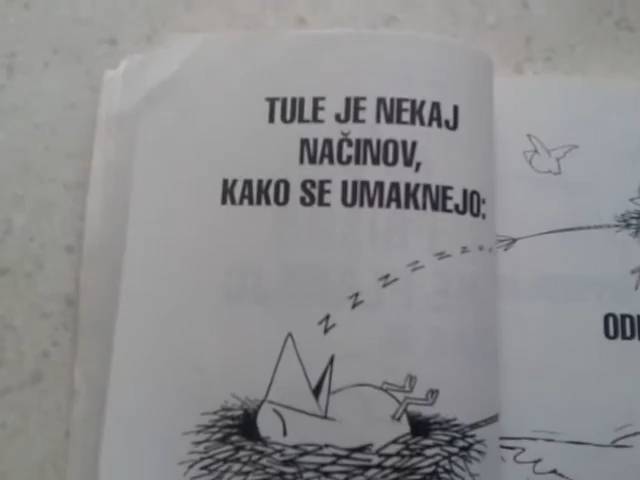 TULE JE NEKAJ
NAČINOV,
KAKO SE UMAKNEJO:
z z z z z z z